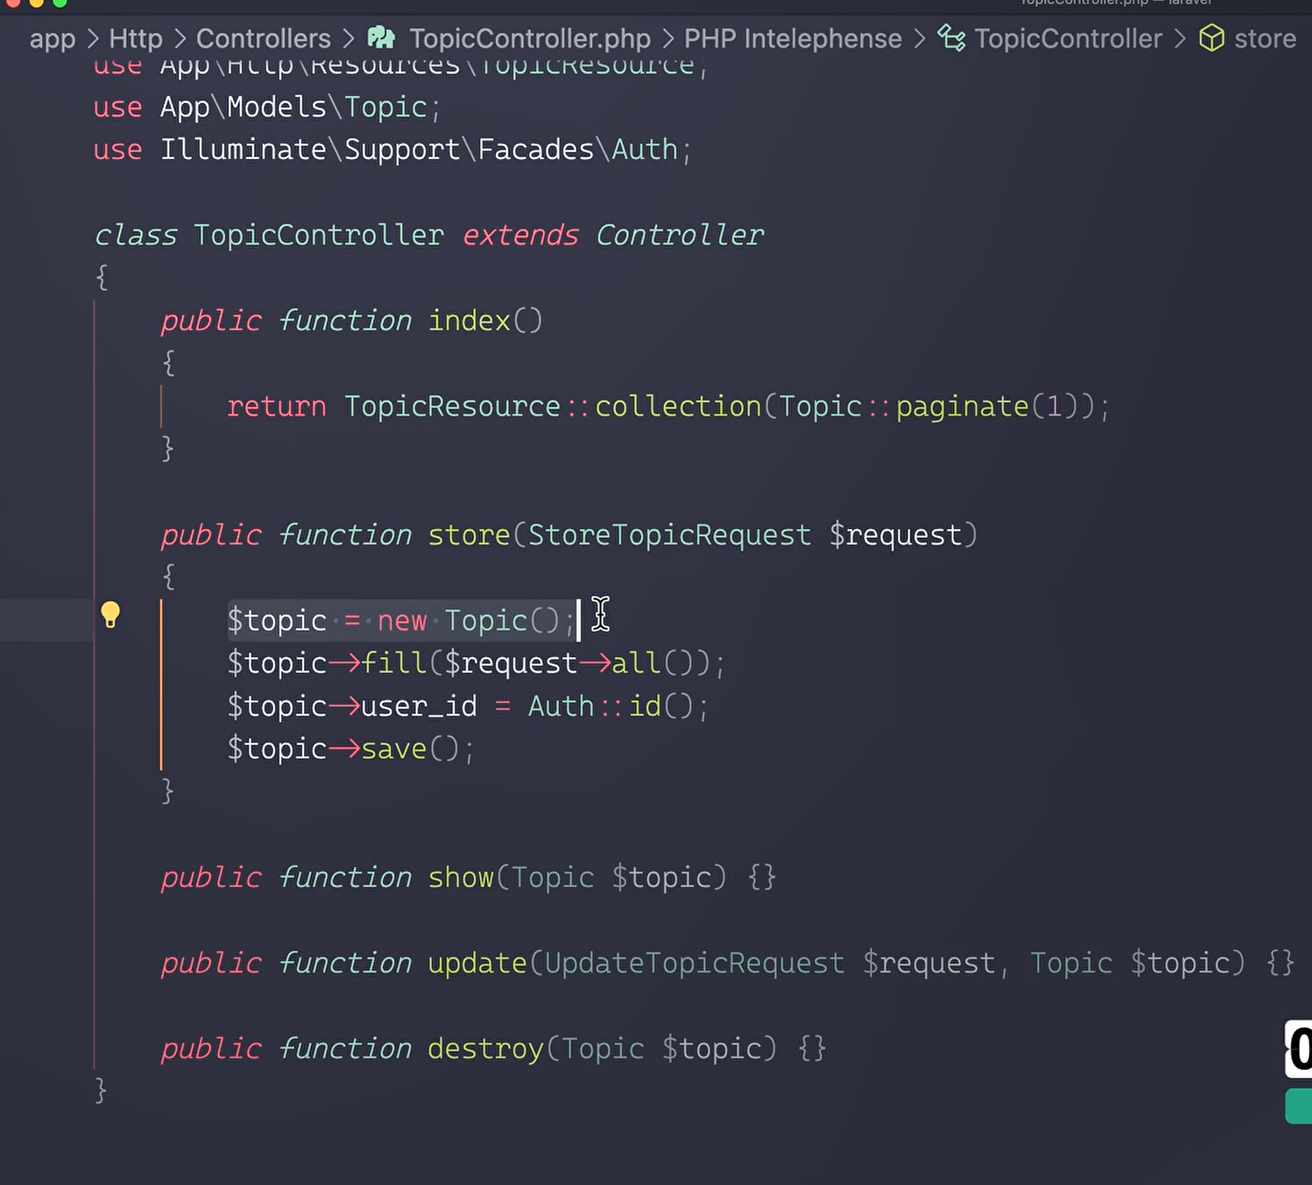 TopicController.php — laravel
app > Http > Controllers > TopicController.php > PHP Intelephense > TopicController > store
use App\Http\Resources\TopicResource;
use App\Models\Topic;
use Illuminate\Support\Facades\Auth;
class TopicController extends Controller
{
public function index()
{
return TopicResource::collection(Topic::paginate(1));
}
public function store(StoreTopicRequest $request)
{
$topic = new Topic();
$topic->fill($request->all());
$topic->user_id = Auth::id();
$topic->save();
}
public function show(Topic $topic) {}
public function update(UpdateTopicRequest $request, Topic $topic) {}
public function destroy(Topic $topic) {}
}